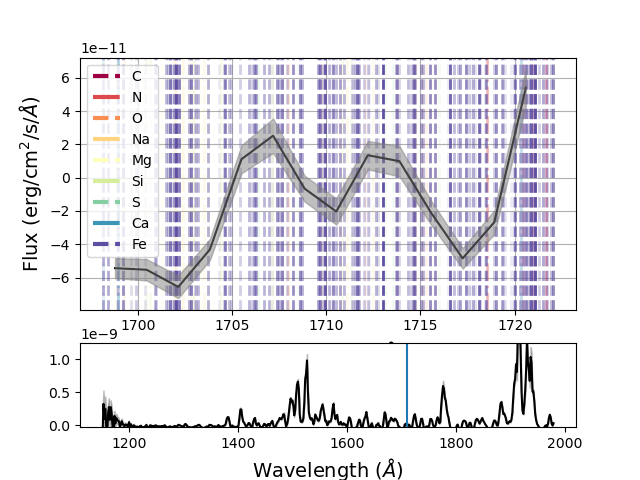 1e−11
6
4
2
0
−2
−4
−6
Flux (erg/cm²/s/Å)
C
N
O
Na
Mg
Si
S
Ca
Fe
1700 1705 1710 1715 1720
1e−9
1.0
0.5
0.0
1200 1400 1600 1800 2000
Wavelength (Å)